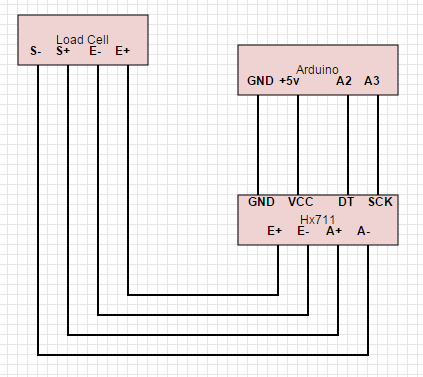 Load Cell
S- S+ E- E+
Arduino
GND +5v A2 A3
GND VCC DT SCK
Hx711
E+ E- A+ A-